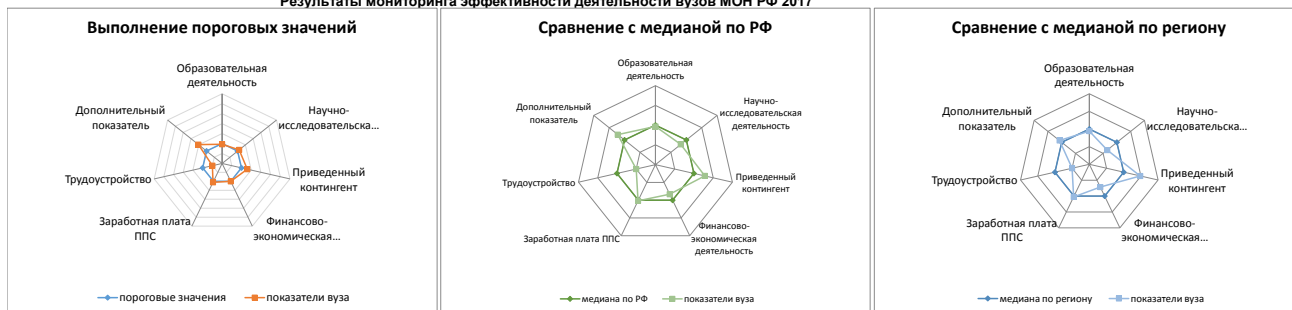 Результаты мониторинга эффективности деятельности вузов МОН РФ 2017
Выполнение пороговых значений
Образовательная
деятельность
Научно-
исследовательска...
Приведенный
контингент
Финансово-
экономическая...
Заработная плата
ППС
Трудоустройство
Дополнительный
показатель
пороговые значения
показатели вуза
Сравнение с медианой по РФ
Образовательная
деятельность
Научно-
исследовательская
деятельность
Приведенный
контингент
Финансово-
экономическая
деятельность
Заработная плата ППС
Трудоустройство
Дополнительный
показатель
медиана по РФ
показатели вуза
Сравнение с медианой по региону
Образовательная
деятельность
Научно-
исследовательска...
Приведенный
контингент
Финансово-
экономическая...
Заработная плата
ППС
Трудоустройство
Дополнительный
показатель
медиана по региону
показатели вуза